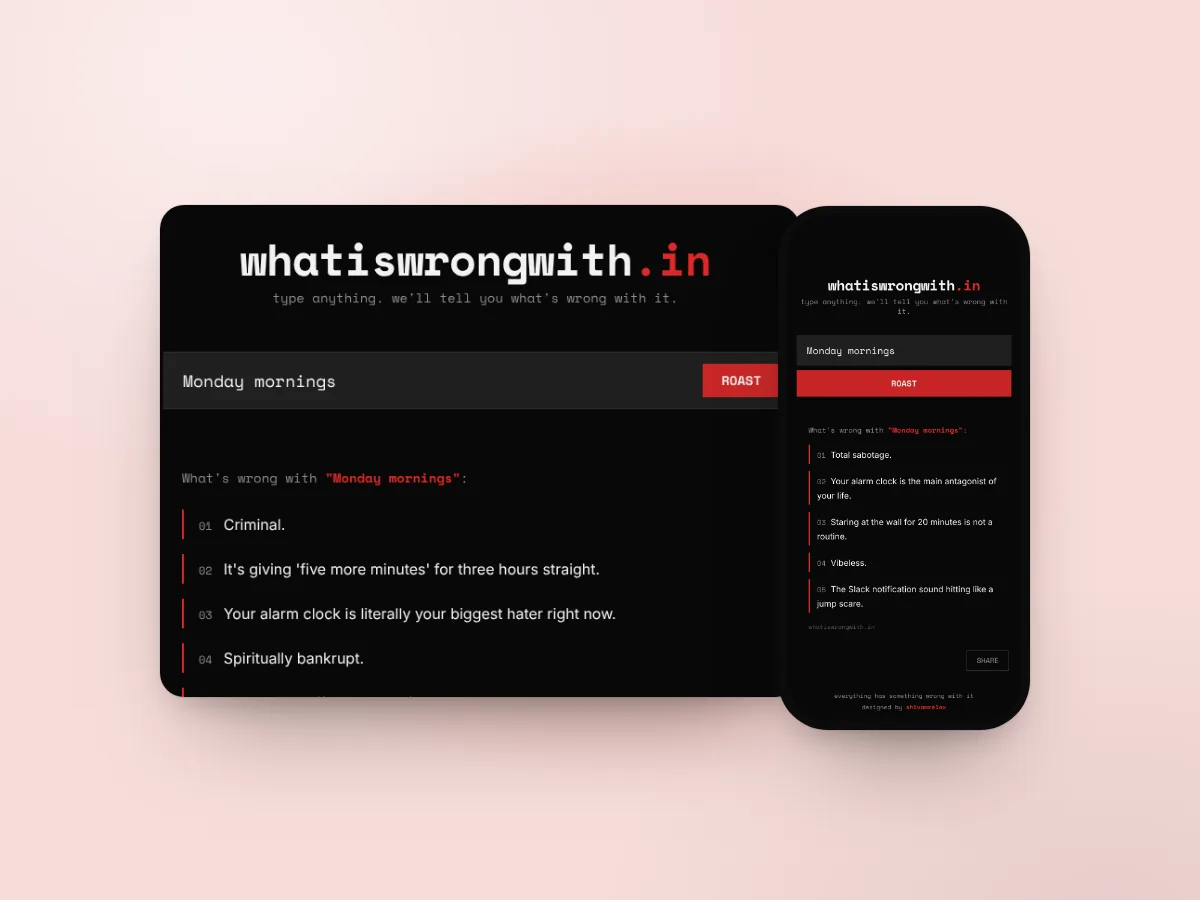 whatiswrongwith.in
type anything. we'll tell you what's wrong with it.
Monday mornings
ROAST
What's wrong with "Monday mornings":
01 Criminal.
02 It's giving 'five more minutes' for three hours straight.
03 Your alarm clock is literally your biggest hater right now.
04 Spiritually bankrupt.
whatiswrongwith.in
type anything. we'll tell you what's wrong with
it.
Monday mornings
ROAST
What's wrong with "Monday mornings":
01 Total sabotage.
02 Your alarm clock is the main antagonist of
your life.
03 Staring at the wall for 20 minutes is not a
routine.
04 Vibeless.
05 The Slack notification sound hitting like a
jump scare.
whatiswrongwith.in
SHARE
everything has something wrong with it
designed by shivamrelax